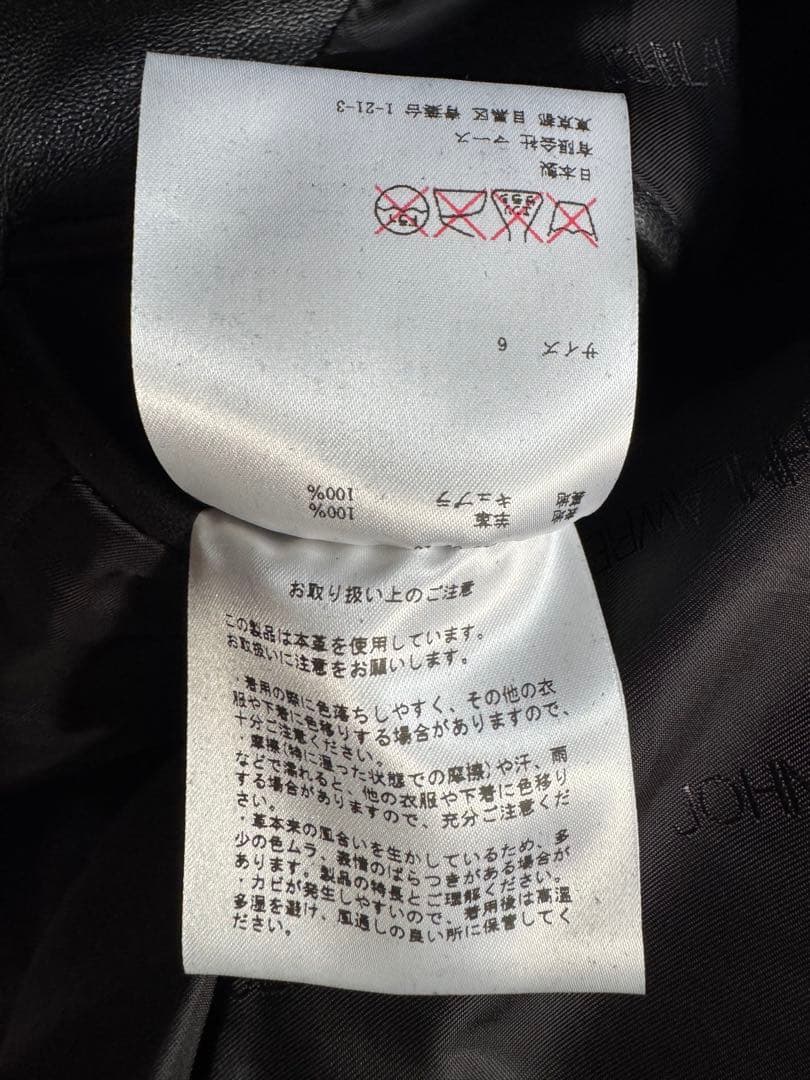 表地 羊革 100%
裏地 キュプラ 100%
サイズ 6
エンソ
サラシ
ドライ
日本製
有限会社 マース
東京都 目黒区 青葉台 1-21-3
お取り扱い上のご注意
この製品は本革を使用しています。
お取扱いに注意をお願いします。
・着用の際に色落ちしやすく、その他の衣
服や下着に色移りする場合がありますので、
十分ご注意ください。
・摩擦(特に湿った状態での摩擦)や汗、雨
などで濡れると、他の衣服や下着に色移り
する場合がありますので、充分ご注意くだ
さい。
・革本来の風合いを生かしているため、多
少の色ムラ、表情のばらつきがある場合が
あります。製品の特長とご理解ください。
・カビが発生しやすいので、着用後は高温
多湿を避け、風通しの良い所に保管してく
ださい。